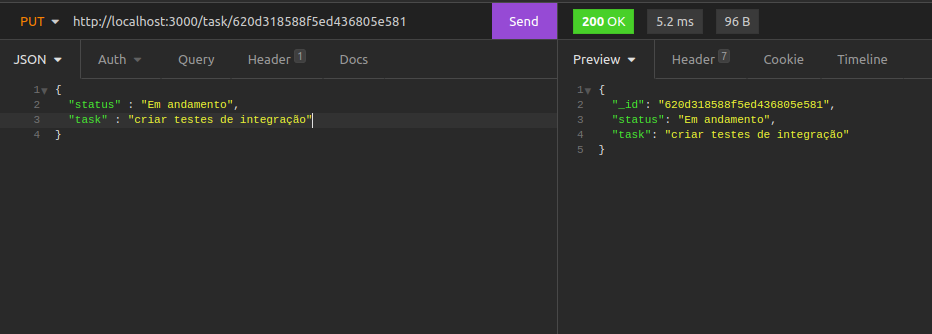 PUT http://localhost:3000/task/620d318588f5ed436805e581 Send 200 OK 5.2 ms 96 B
JSON Auth Query Header 1 Docs Preview Header 7 Cookie Timeline
1 {
2 "status" : "Em andamento",
3 "task" : "criar testes de integração"
4 }
1 {
2 "_id": "620d318588f5ed436805e581",
3 "status": "Em andamento",
4 "task": "criar testes de integração"
5 }